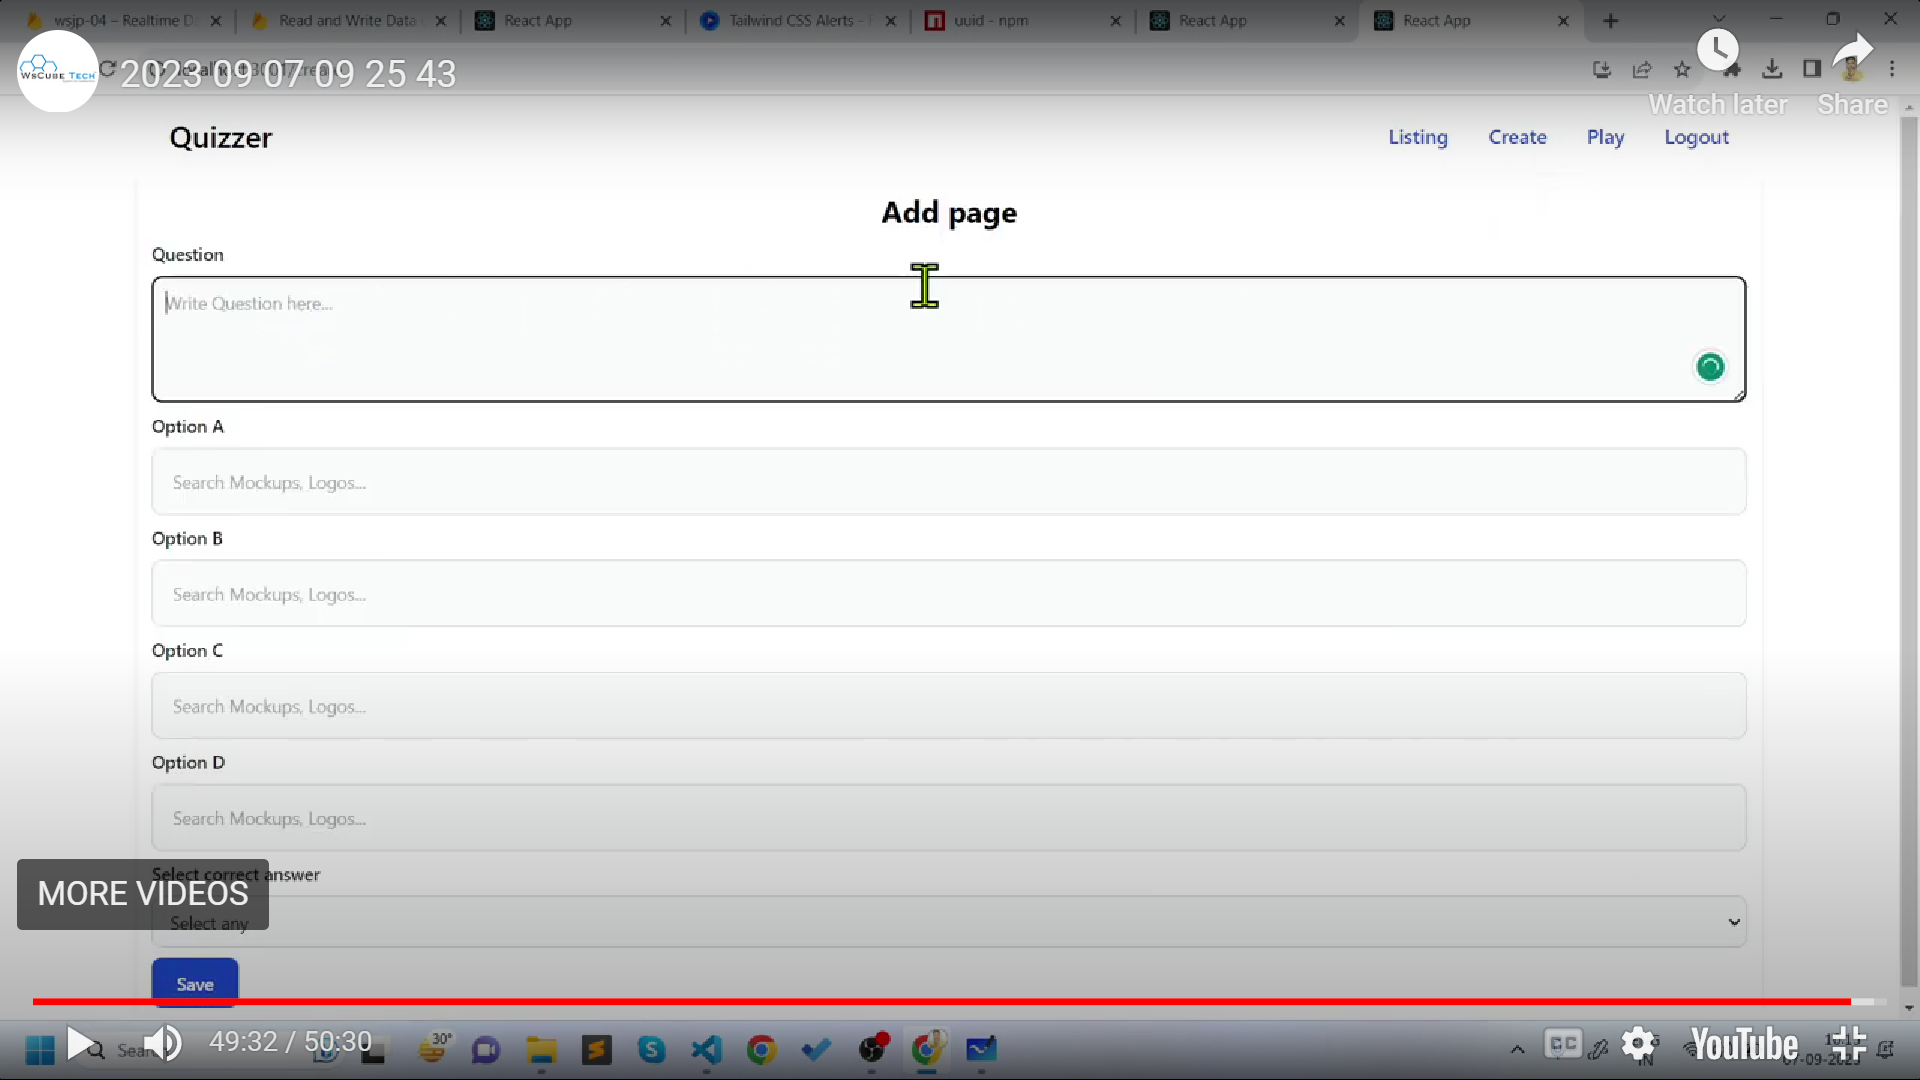 wsjp-04 – Realtime D
Read and Write Data
React App
Tailwind CSS Alerts - F
uuid - npm
React App
React App
WsCube Tech
2023 09 07 09 25 43
Watch later
Share
Quizzer
Listing
Create
Play
Logout
Add page
Question
Write Question here...
Option A
Search Mockups, Logos...
Option B
Search Mockups, Logos...
Option C
Search Mockups, Logos...
Option D
Search Mockups, Logos...
Select correct answer
MORE VIDEOS
Select any
Save
49:32 / 50:30
30°
CC
IN
YouTube
07-09-2023